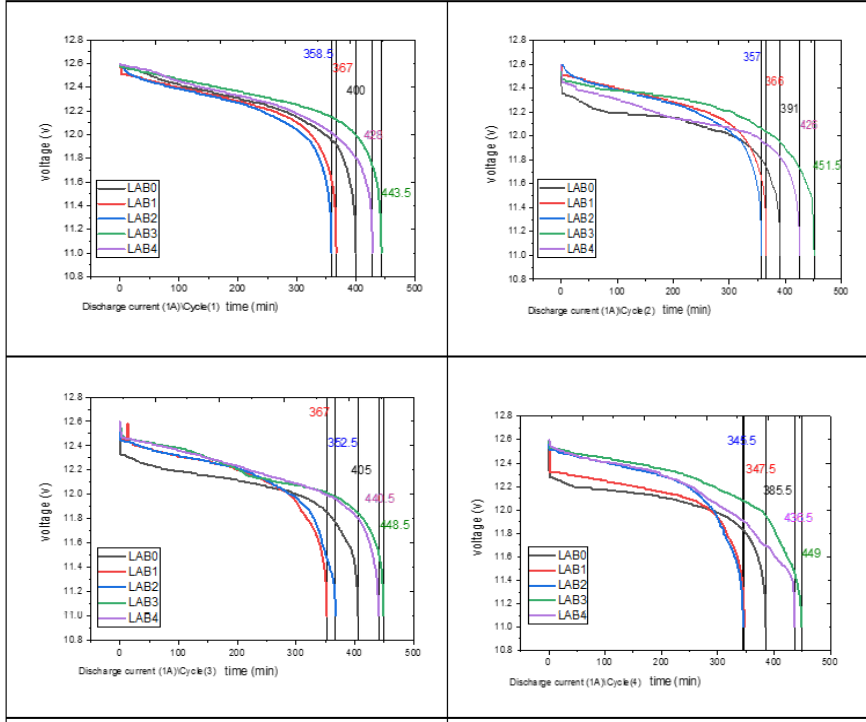 12.8
12.6
12.4
12.2
12.0
11.8
11.6
11.4
11.2
11.0
10.8
voltage (v)
358.5
367
400
428
443.5
LAB0
LAB1
LAB2
LAB3
LAB4
0 100 200 300 400 500
Discharge current (1A)\Cycle(1) time (min)
12.8
12.6
12.4
12.2
12.0
11.8
11.6
11.4
11.2
11.0
10.8
voltage (v)
357
366
391
426
451.5
LAB0
LAB1
LAB2
LAB3
LAB4
0 100 200 300 400 500
Discharge current (1A)\Cycle(2) time (min)
12.8
12.6
12.4
12.2
12.0
11.8
11.6
11.4
11.2
11.0
10.8
voltage (v)
367
352.5
405
440.5
448.5
LAB0
LAB1
LAB2
LAB3
LAB4
0 100 200 300 400 500
Discharge current (1A)\Cycle(3) time (min)
12.8
12.6
12.4
12.2
12.0
11.8
11.6
11.4
11.2
11.0
10.8
voltage (v)
345.5
347.5
385.5
436.5
449
LAB0
LAB1
LAB2
LAB3
LAB4
0 100 200 300 400 500
Discharge current (1A)\Cycle(4) time (min)